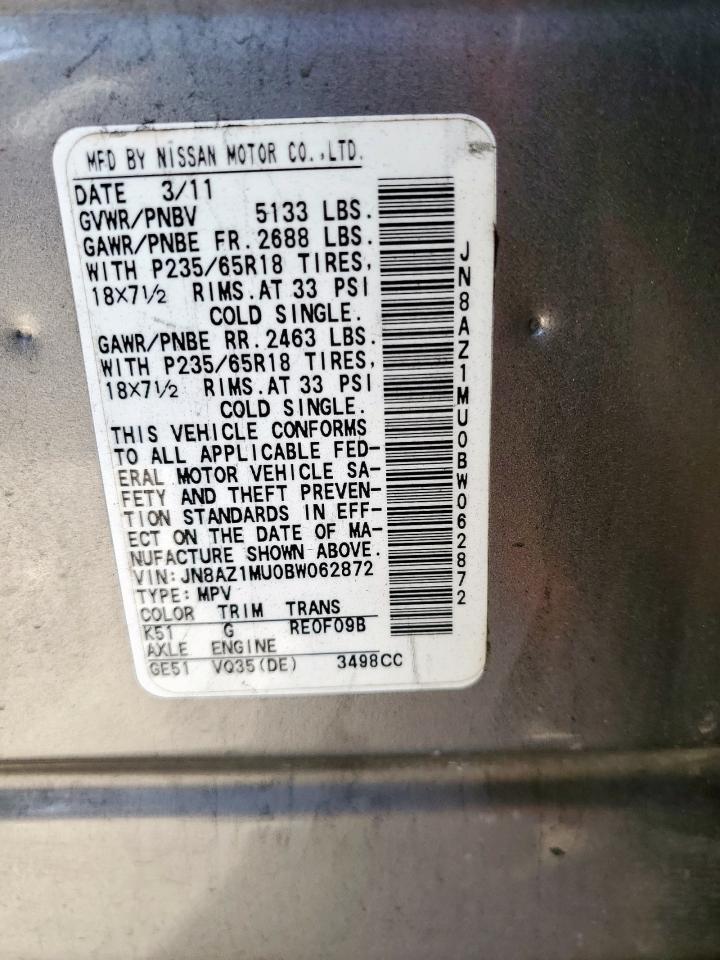 MFD BY NISSAN MOTOR CO.,LTD.
DATE 3/11
GVWR/PNBV 5133 LBS.
GAWR/PNBE FR. 2688 LBS.
WITH P235/65R18 TIRES,
18X7½ RIMS. AT 33 PSI
COLD SINGLE.
GAWR/PNBE RR. 2463 LBS.
WITH P235/65R18 TIRES,
18X7½ RIMS. AT 33 PSI
COLD SINGLE.
THIS VEHICLE CONFORMS
TO ALL APPLICABLE FED-
ERAL MOTOR VEHICLE SA-
FETY AND THEFT PREVEN-
TION STANDARDS IN EFF-
ECT ON THE DATE OF MA-
NUFACTURE SHOWN ABOVE.
VIN: JN8AZ1MU0BW062872
TYPE: MPV
COLOR TRIM TRANS
K51 G RE0F09B
AXLE ENGINE
GE51 VQ35(DE) 3498CC
JN8AZ1MU0BW062872